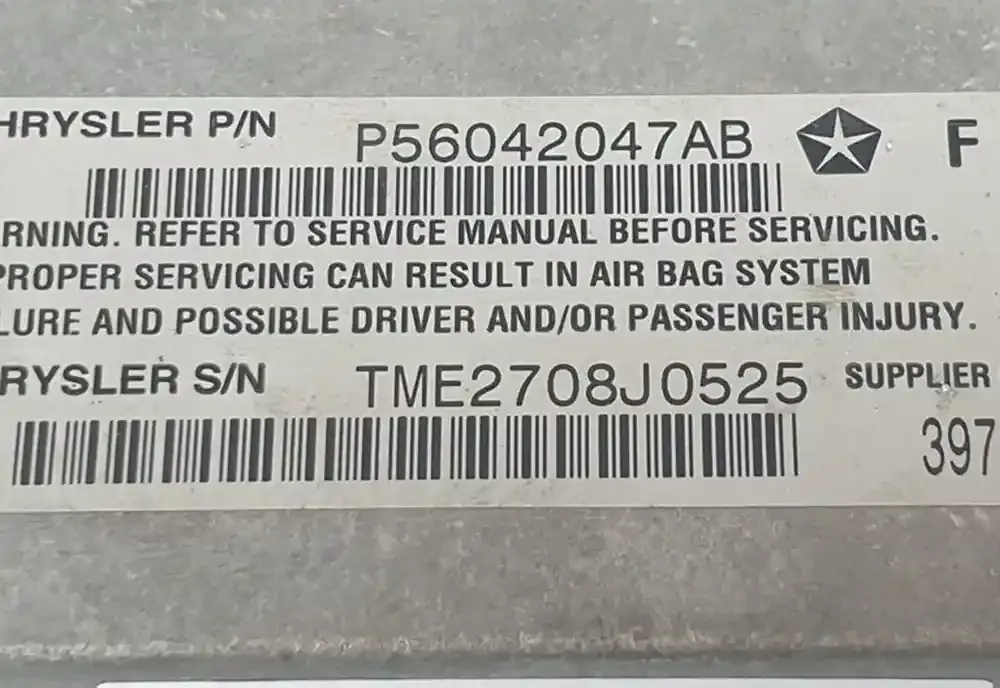 HRYSLER P/N P56042047AB F
RNING. REFER TO SERVICE MANUAL BEFORE SERVICING.
PROPER SERVICING CAN RESULT IN AIR BAG SYSTEM
LURE AND POSSIBLE DRIVER AND/OR PASSENGER INJURY.
RYSLER S/N TME2708J0525 SUPPLIER
397